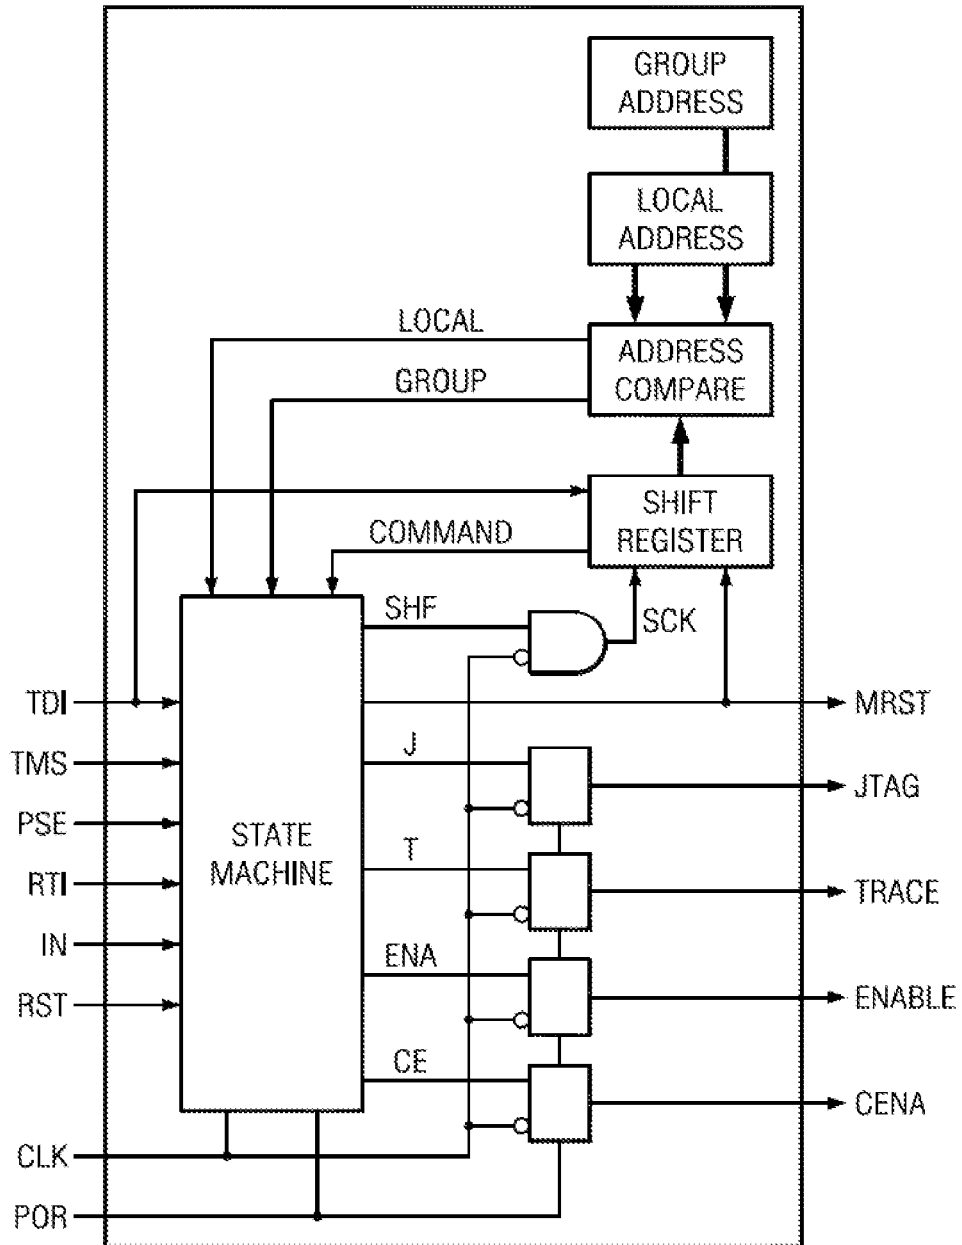 GROUP
ADDRESS
LOCAL
ADDRESS
LOCAL
ADDRESS
COMPARE
GROUP
SHIFT
REGISTER
COMMAND
SHF
SCK
TDI
MRST
TMS
J
JTAG
PSE
STATE
MACHINE
T
RTI
TRACE
IN
ENA
RST
ENABLE
CE
CENA
CLK
POR